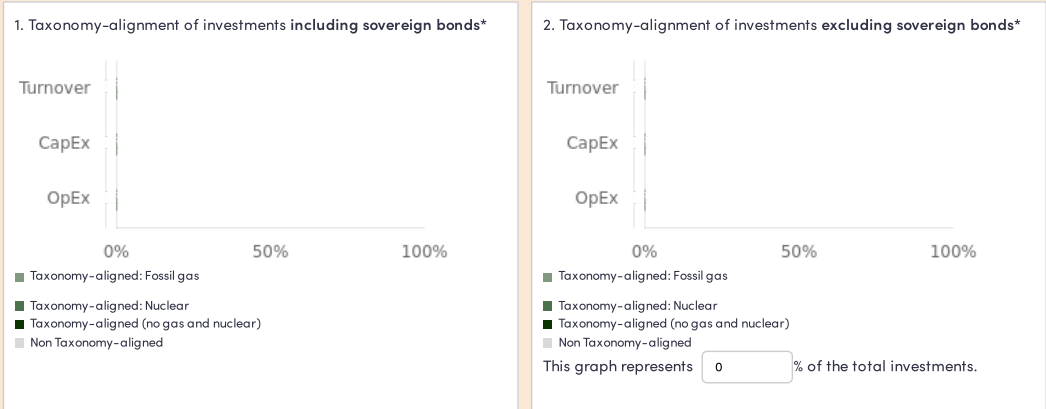 1. Taxonomy-alignment of investments including sovereign bonds*
Turnover
CapEx
OpEx
0% 50% 100%
Taxonomy-aligned: Fossil gas
Taxonomy-aligned: Nuclear
Taxonomy-aligned (no gas and nuclear)
Non Taxonomy-aligned
2. Taxonomy-alignment of investments excluding sovereign bonds*
Turnover
CapEx
OpEx
0% 50% 100%
Taxonomy-aligned: Fossil gas
Taxonomy-aligned: Nuclear
Taxonomy-aligned (no gas and nuclear)
Non Taxonomy-aligned
This graph represents 0 % of the total investments.